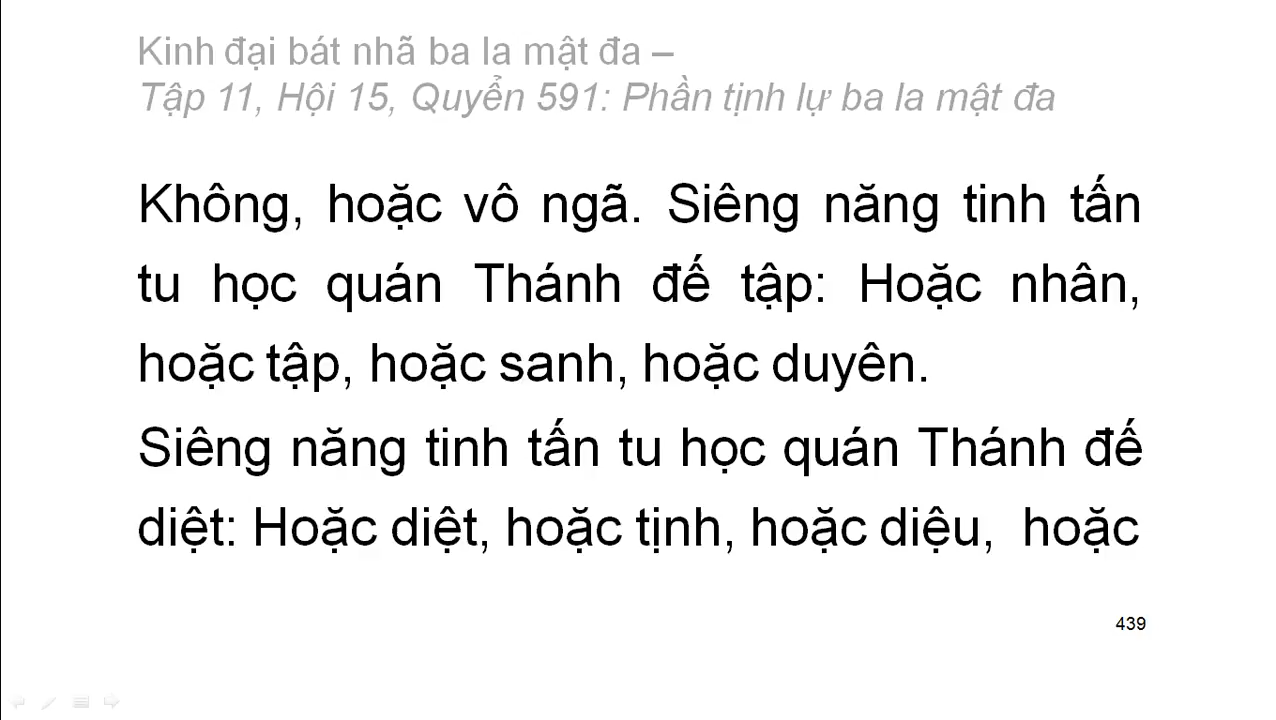 Kinh đại bát nhã ba la mật đa –
Tập 11, Hội 15, Quyển 591: Phần tịnh lự ba la mật đa
Không, hoặc vô ngã. Siêng năng tinh tấn
tu học quán Thánh đế tập: Hoặc nhân,
hoặc tập, hoặc sanh, hoặc duyên.
Siêng năng tinh tấn tu học quán Thánh đế
diệt: Hoặc diệt, hoặc tịnh, hoặc diệu, hoặc
439